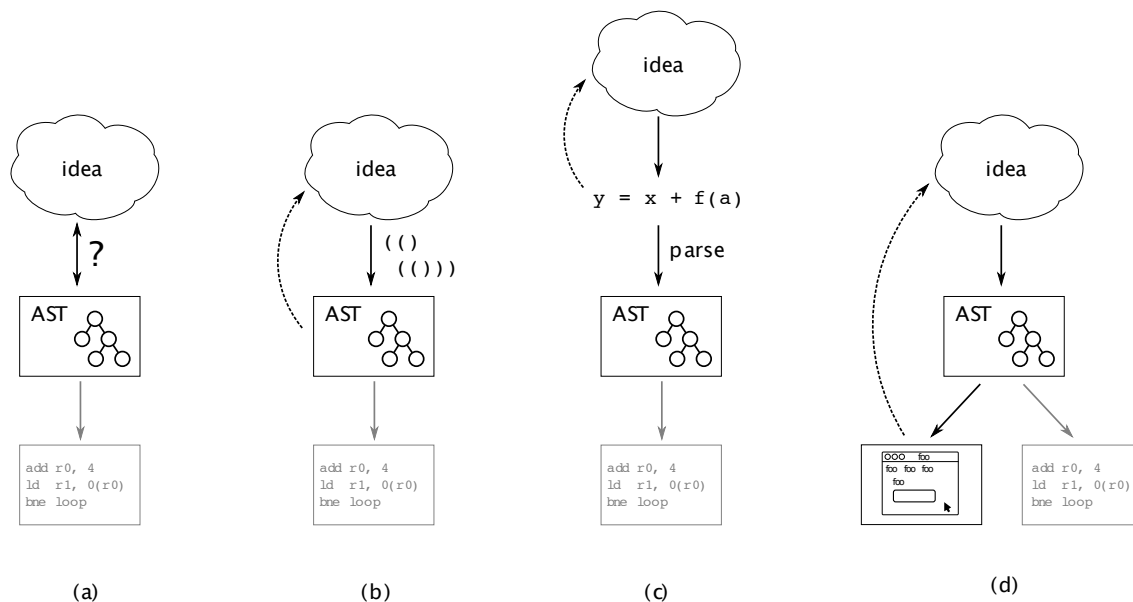 idea
?
AST
add r0, 4
ld r1, 0(r0)
bne loop
(a)
idea
(()
(()))
AST
add r0, 4
ld r1, 0(r0)
bne loop
(b)
idea
y = x + f(a)
parse
AST
add r0, 4
ld r1, 0(r0)
bne loop
(c)
idea
AST
foo
foo foo foo
foo
add r0, 4
ld r1, 0(r0)
bne loop
(d)